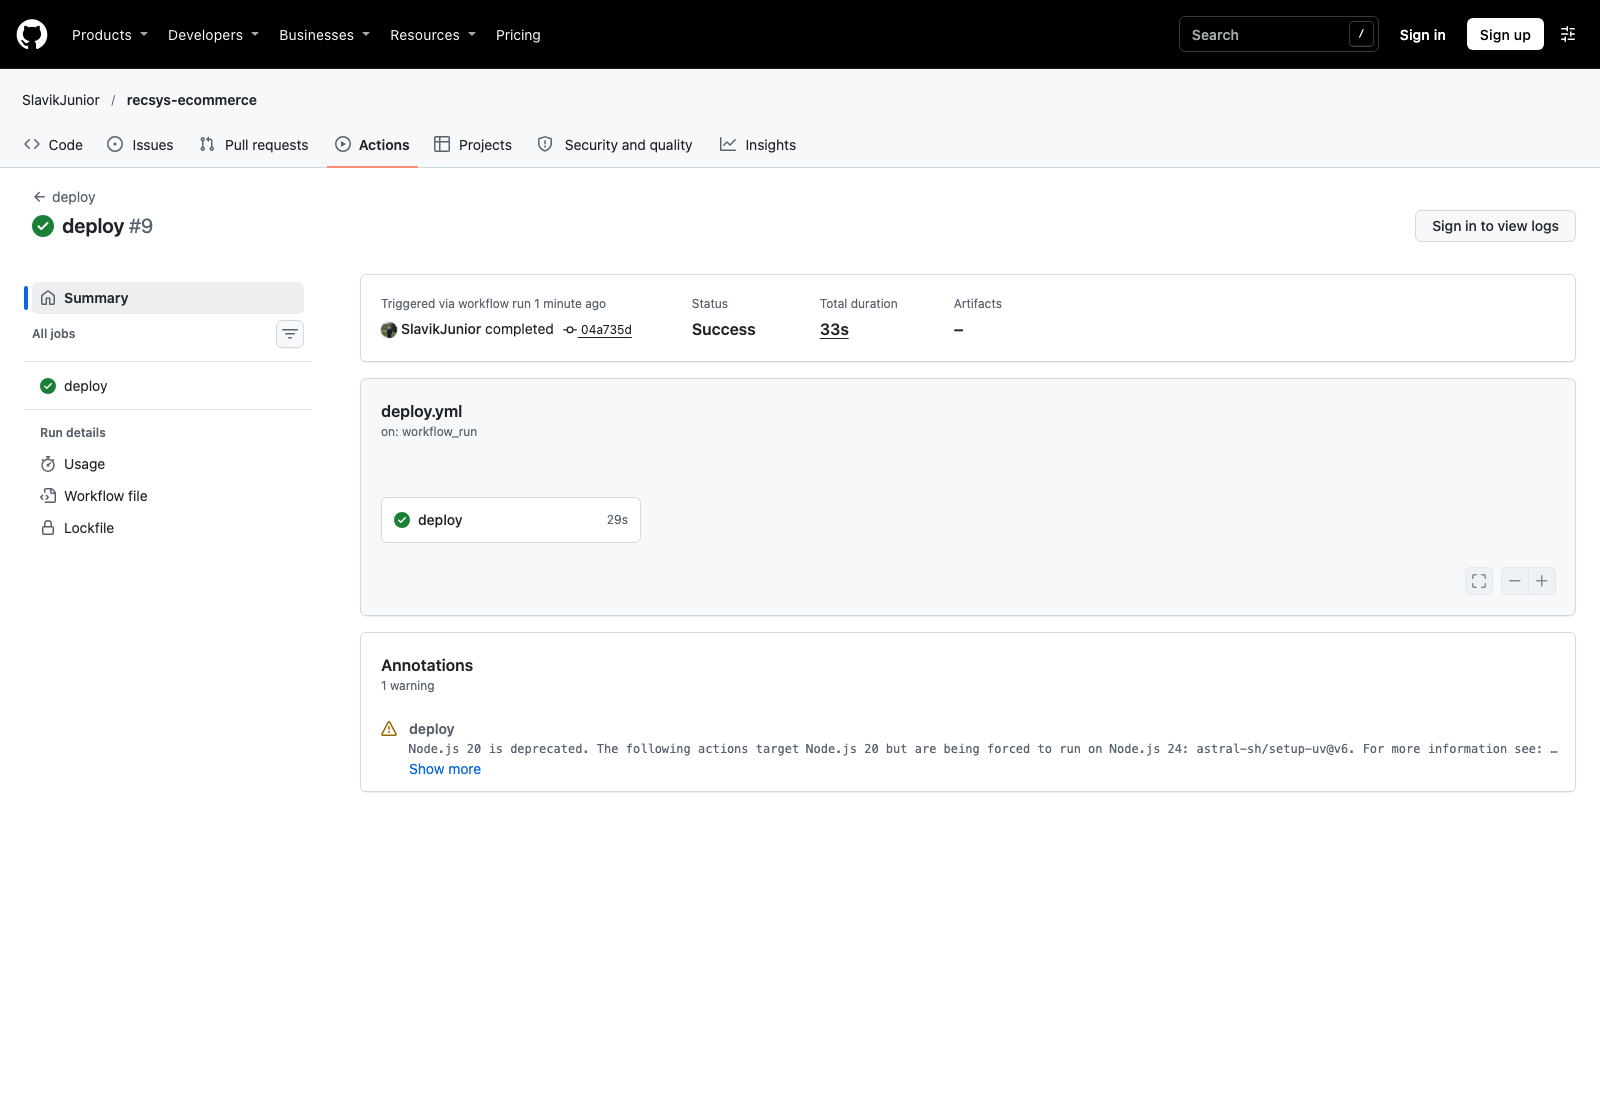 Products Developers Businesses Resources Pricing Search / Sign in Sign up
SlavikJunior / recsys-ecommerce
Code Issues Pull requests Actions Projects Security and quality Insights
deploy
deploy #9
Sign in to view logs
Summary
All jobs
deploy
Run details
Usage
Workflow file
Lockfile
Triggered via workflow run 1 minute ago
SlavikJunior completed 04a735d
Status
Success
Total duration
33s
Artifacts
–
deploy.yml
on: workflow_run
deploy 29s
Annotations
1 warning
deploy
Node.js 20 is deprecated. The following actions target Node.js 20 but are being forced to run on Node.js 24: astral-sh/setup-uv@v6. For more information see: …
Show more